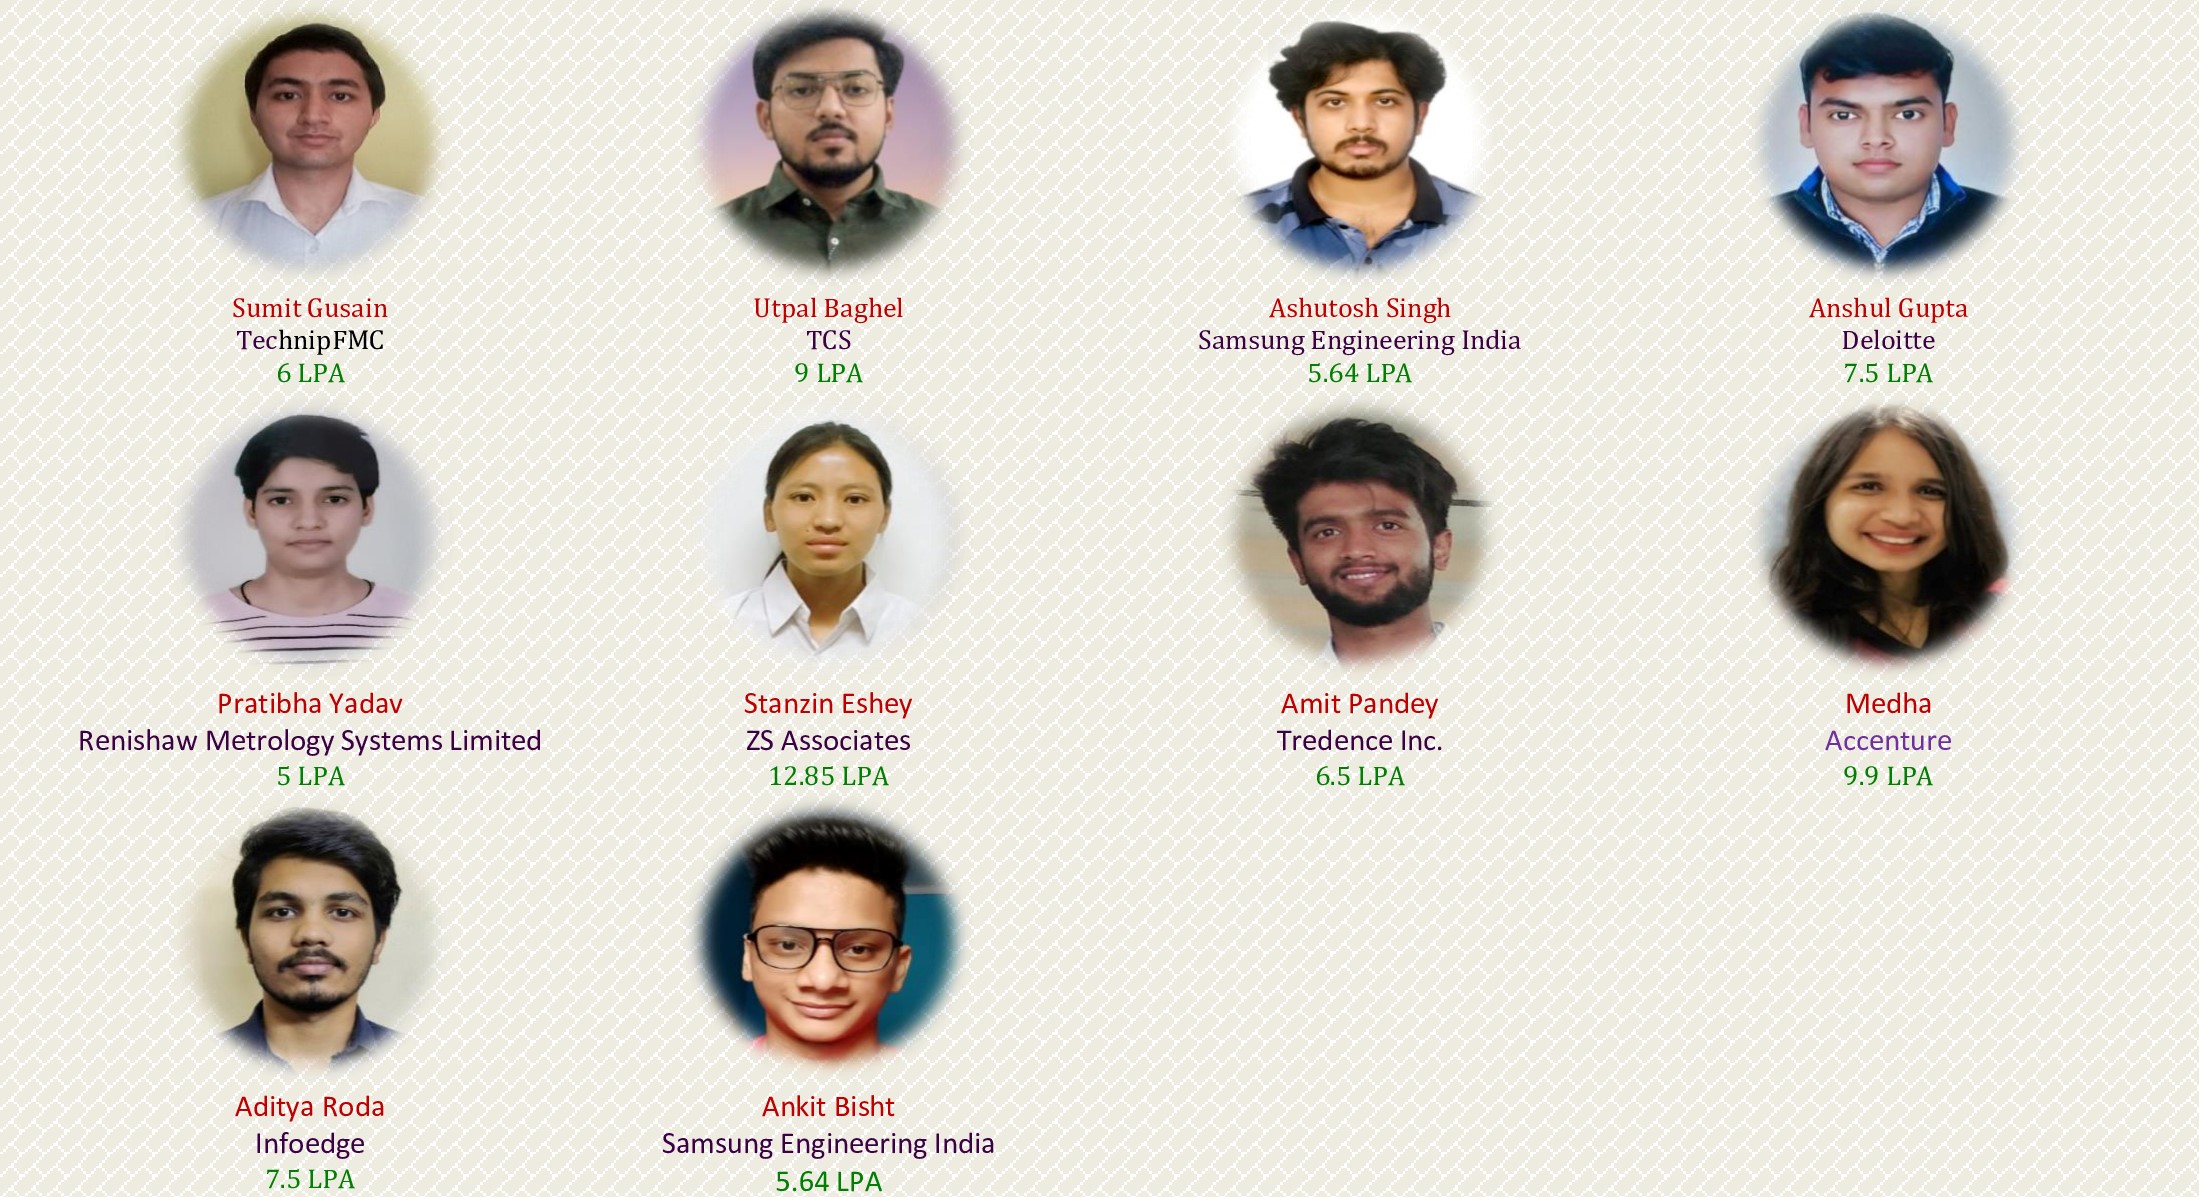 Sumit Gusain
TechnipFMC
6 LPA
Utpal Baghel
TCS
9 LPA
Ashutosh Singh
Samsung Engineering India
5.64 LPA
Anshul Gupta
Deloitte
7.5 LPA
Pratibha Yadav
Renishaw Metrology Systems Limited
5 LPA
Stanzin Eshey
ZS Associates
12.85 LPA
Amit Pandey
Tredence Inc.
6.5 LPA
Medha
Accenture
9.9 LPA
Aditya Roda
Infoedge
7.5 LPA
Ankit Bisht
Samsung Engineering India
5.64 LPA